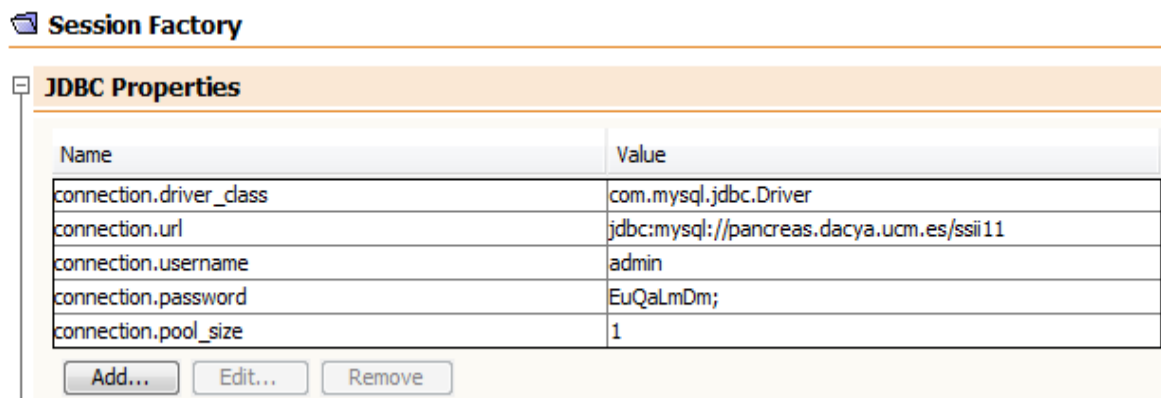 Session Factory
JDBC Properties
Name Value
connection.driver_class com.mysql.jdbc.Driver
connection.url jdbc:mysql://pancreas.dacya.ucm.es/ssii11
connection.username admin
connection.password EuQaLmDm;
connection.pool_size 1
Add... Edit... Remove